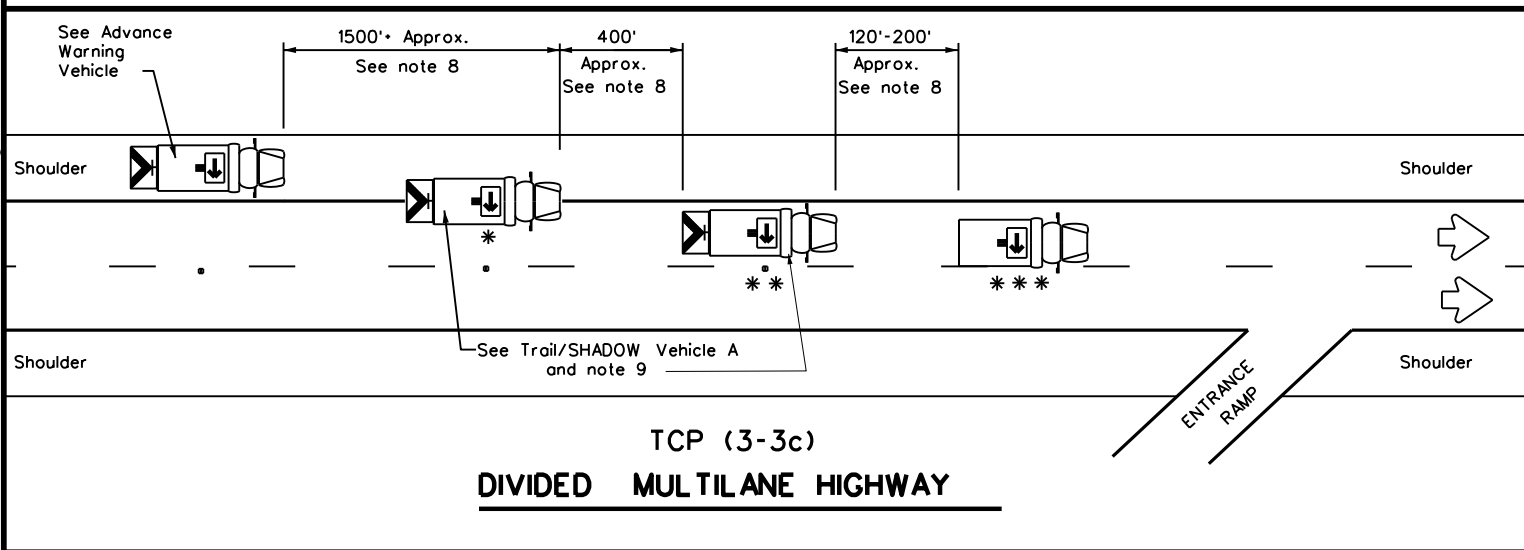 See Advance
Warning
Vehicle
1500'+ Approx.
See note 8
400'
Approx.
See note 8
120'-200'
Approx.
See note 8
Shoulder
Shoulder
*
* *
* * *
See Trail/SHADOW Vehicle A
and note 9
Shoulder
Shoulder
ENTRANCE
RAMP
TCP (3-3c)
DIVIDED MULTILANE HIGHWAY